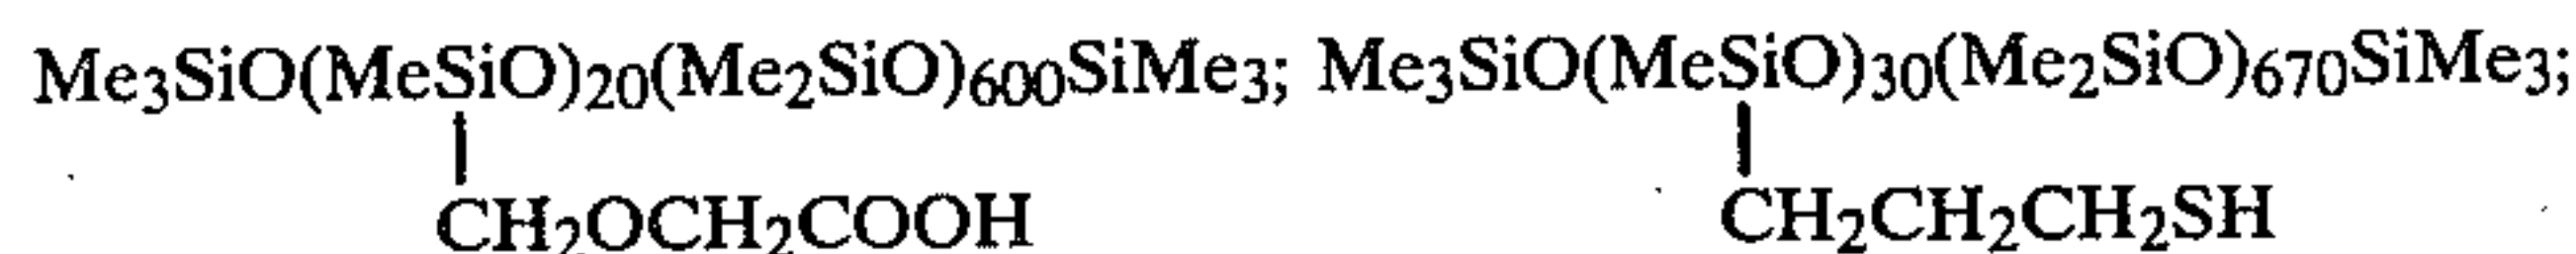 Me3SiO(MeSiO)20(Me2SiO)600SiMe3; Me3SiO(MeSiO)30(Me2SiO)670SiMe3;
CH2OCH2COOH CH2CH2CH2SH